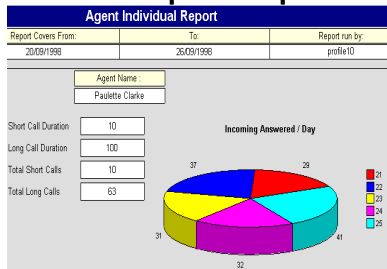 Agent Individual Report
Report Covers From: To: Report run by:
20/09/1998 26/09/1998 profile10
Agent Name :
Paulette Clarke
Short Call Duration 10
Long Call Duration 100
Total Short Calls 10
Total Long Calls 63
Incoming Answered / Day
37 29
31 41
32
21
22
23
24
25